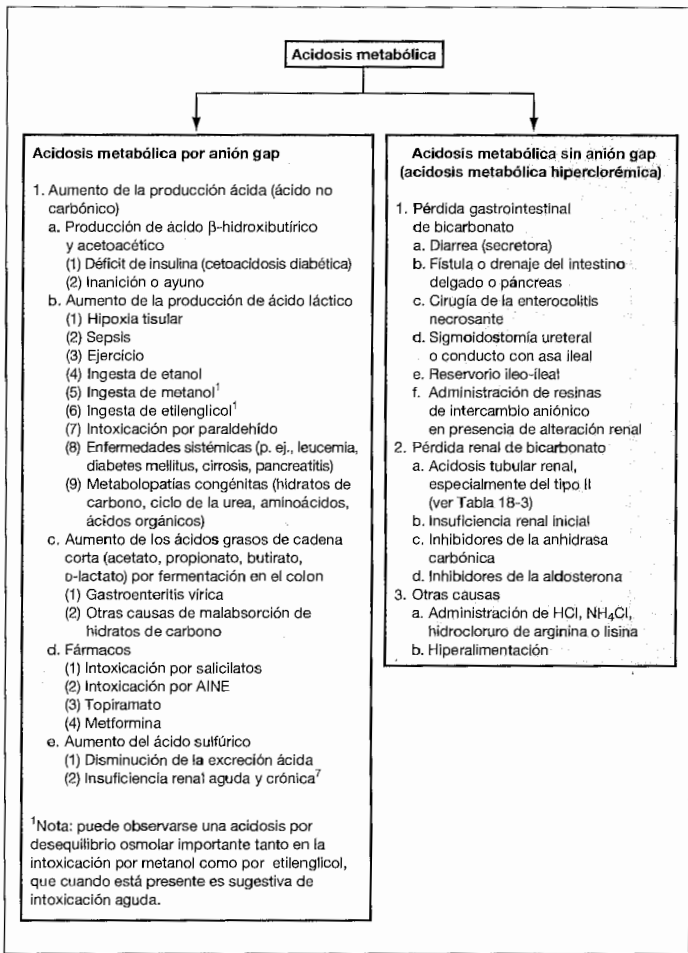 Acidosis metabólica
Acidosis metabólica por anión gap
1. Aumento de la producción ácida (ácido no
carbónico)
a. Producción de ácido β-hidroxibutírico
y acetoacético
(1) Déficit de insulina (cetoacidosis diabética)
(2) Inanición o ayuno
b. Aumento de la producción de ácido láctico
(1) Hipoxia tisular
(2) Sepsis
(3) Ejercicio
(4) Ingesta de etanol
(5) Ingesta de metanol¹
(6) Ingesta de etilenglicol¹
(7) Intoxicación por paraldehído
(8) Enfermedades sistémicas (p. ej., leucemia,
diabetes mellitus, cirrosis, pancreatitis)
(9) Metabolopatías congénitas (hidratos de
carbono, ciclo de la urea, aminoácidos,
ácidos orgánicos)
c. Aumento de los ácidos grasos de cadena
corta (acetato, propionato, butirato,
D-lactato) por fermentación en el colon
(1) Gastroenteritis vírica
(2) Otras causas de malabsorción de
hidratos de carbono
d. Fármacos
(1) Intoxicación por salicilatos
(2) Intoxicación por AINE
(3) Topiramato
(4) Metformina
e. Aumento del ácido sulfúrico
(1) Disminución de la excreción ácida
(2) Insuficiencia renal aguda y crónica⁷
¹Nota: puede observarse una acidosis por
desequilibrio osmolar importante tanto en la
intoxicación por metanol como por etilenglicol,
que cuando está presente es sugestiva de
intoxicación aguda.
Acidosis metabólica sin anión gap
(acidosis metabólica hiperclorémica)
1. Pérdida gastrointestinal
de bicarbonato
a. Diarrea (secretora)
b. Fístula o drenaje del intestino
delgado o páncreas
c. Cirugía de la enterocolitis
necrosante
d. Sigmoidostomía ureteral
o conducto con asa ileal
e. Reservorio ileo-ileal
f. Administración de resinas
de intercambio aniónico
en presencia de alteración renal
2. Pérdida renal de bicarbonato
a. Acidosis tubular renal,
especialmente del tipo II
(ver Tabla 18-3)
b. Insuficiencia renal inicial
c. Inhibidores de la anhidrasa
carbónica
d. Inhibidores de la aldosterona
3. Otras causas
a. Administración de HCl, NH₄Cl,
hidrocloruro de arginina o lisina
b. Hiperalimentación